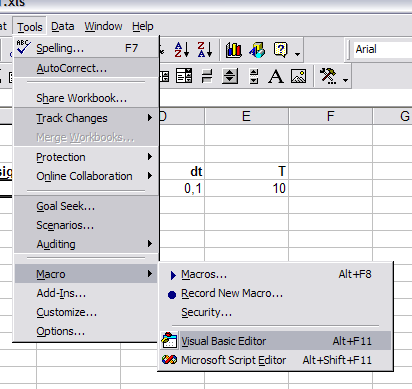 .xls
at Tools Data Window Help
ABC Spelling... F7
AutoCorrect...
Share Workbook...
Track Changes
Merge Workbooks...
Protection
Online Collaboration
Goal Seek...
Scenarios...
Auditing
Macro
Add-Ins...
Customize...
Options...
Macros... Alt+F8
Record New Macro...
Security...
Visual Basic Editor Alt+F11
Microsoft Script Editor Alt+Shift+F11
Arial
A Z Z A
A
E F G
sig dt T
0,1 10